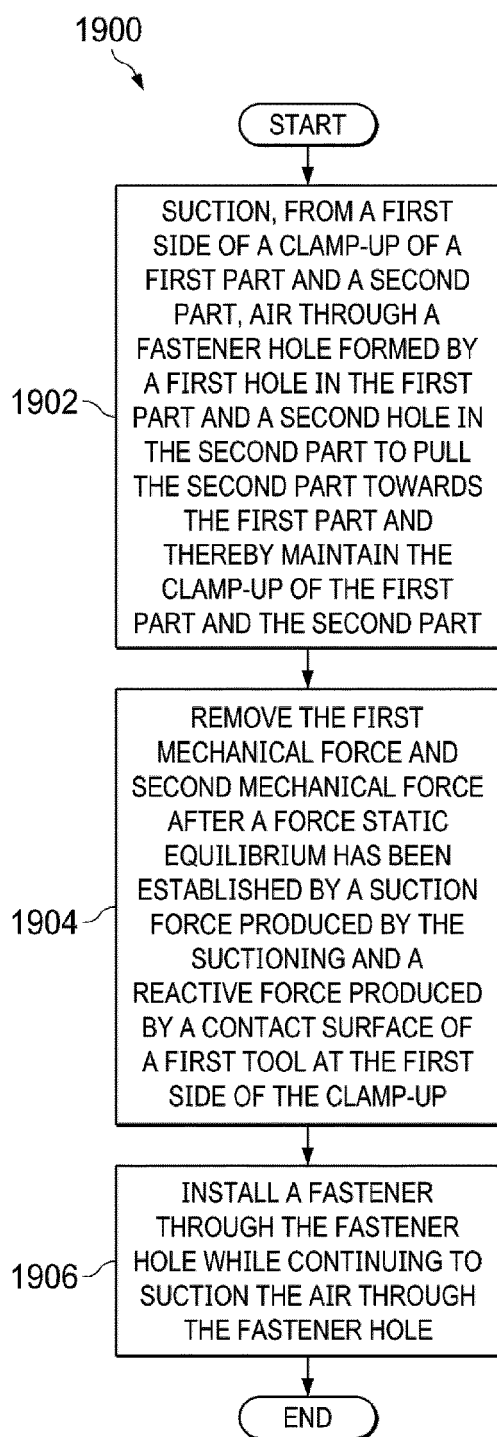 1900
START
SUCTION, FROM A FIRST
SIDE OF A CLAMP-UP OF A
FIRST PART AND A SECOND
PART, AIR THROUGH A
FASTENER HOLE FORMED BY
A FIRST HOLE IN THE FIRST
PART AND A SECOND HOLE IN
THE SECOND PART TO PULL
THE SECOND PART TOWARDS
THE FIRST PART AND
THEREBY MAINTAIN THE
CLAMP-UP OF THE FIRST
PART AND THE SECOND PART
1902
REMOVE THE FIRST
MECHANICAL FORCE AND
SECOND MECHANICAL FORCE
AFTER A FORCE STATIC
EQUILIBRIUM HAS BEEN
ESTABLISHED BY A SUCTION
FORCE PRODUCED BY THE
SUCTIONING AND A
REACTIVE FORCE PRODUCED
BY A CONTACT SURFACE OF
A FIRST TOOL AT THE FIRST
SIDE OF THE CLAMP-UP
1904
INSTALL A FASTENER
THROUGH THE FASTENER
HOLE WHILE CONTINUING TO
SUCTION THE AIR THROUGH
THE FASTENER HOLE
1906
END